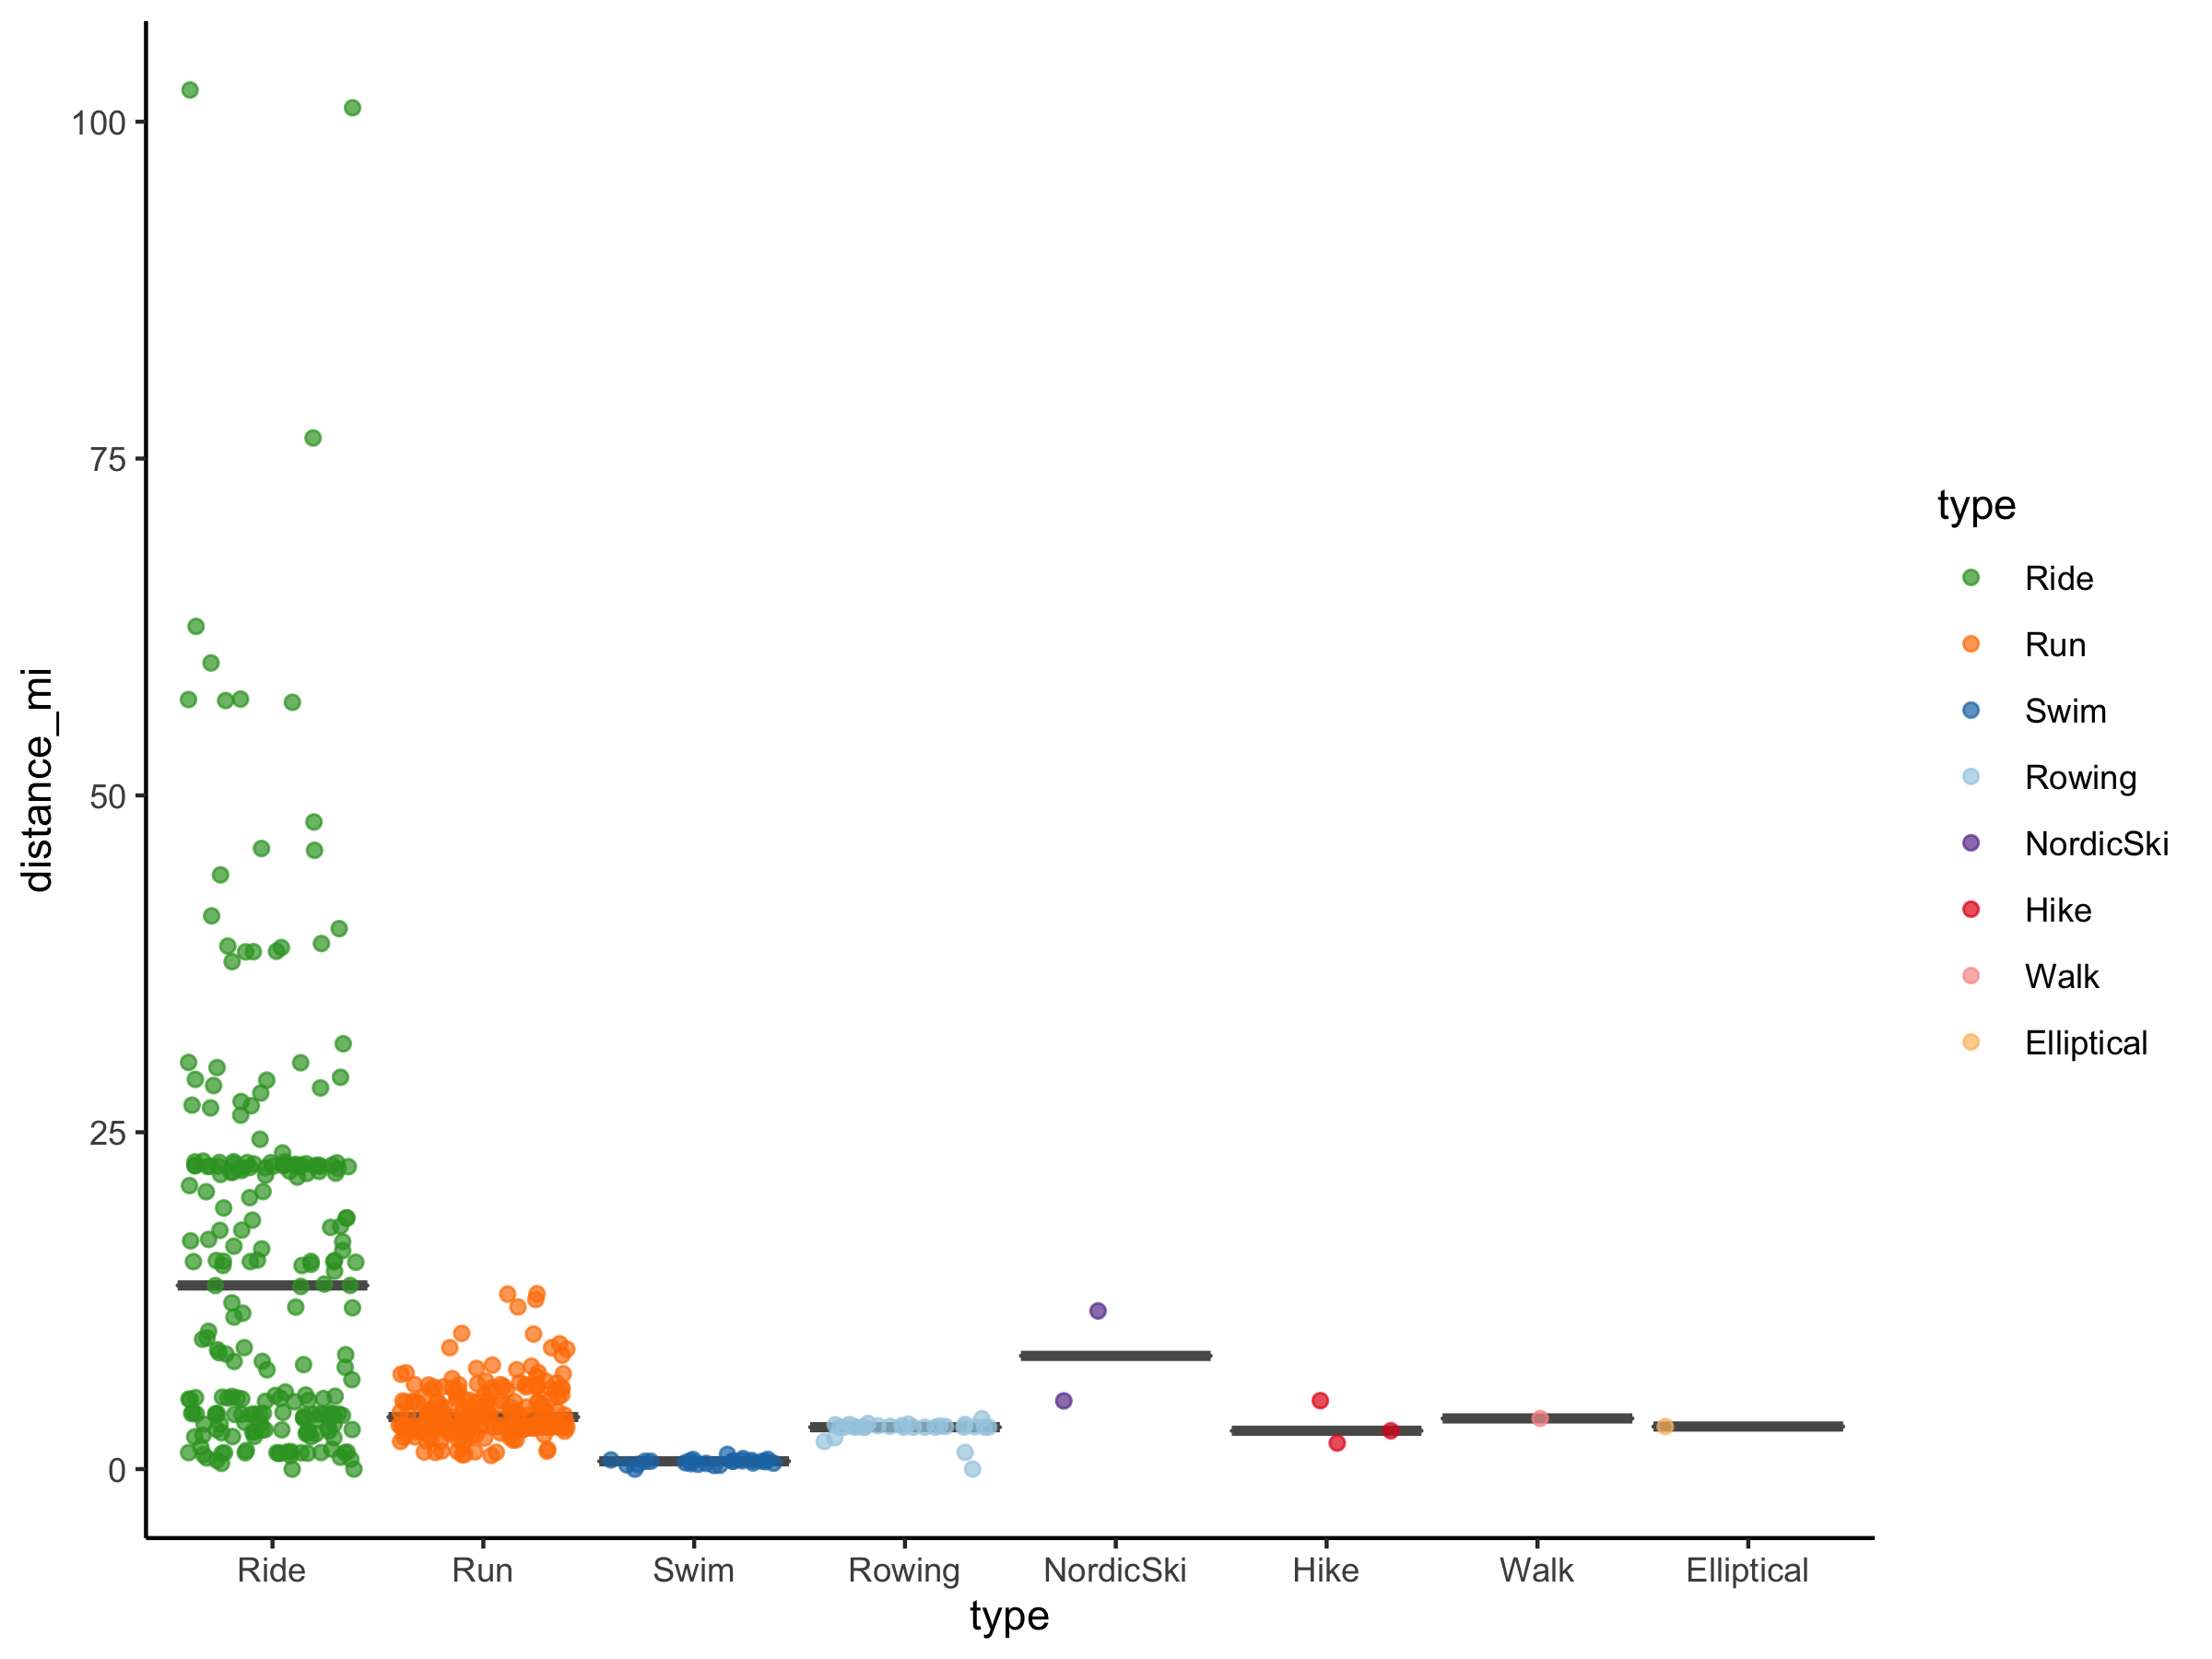 100
75
50
25
0
distance_mi
Ride
Run
Swim
Rowing
NordicSki
Hike
Walk
Elliptical
type
type
Ride
Run
Swim
Rowing
NordicSki
Hike
Walk
Elliptical